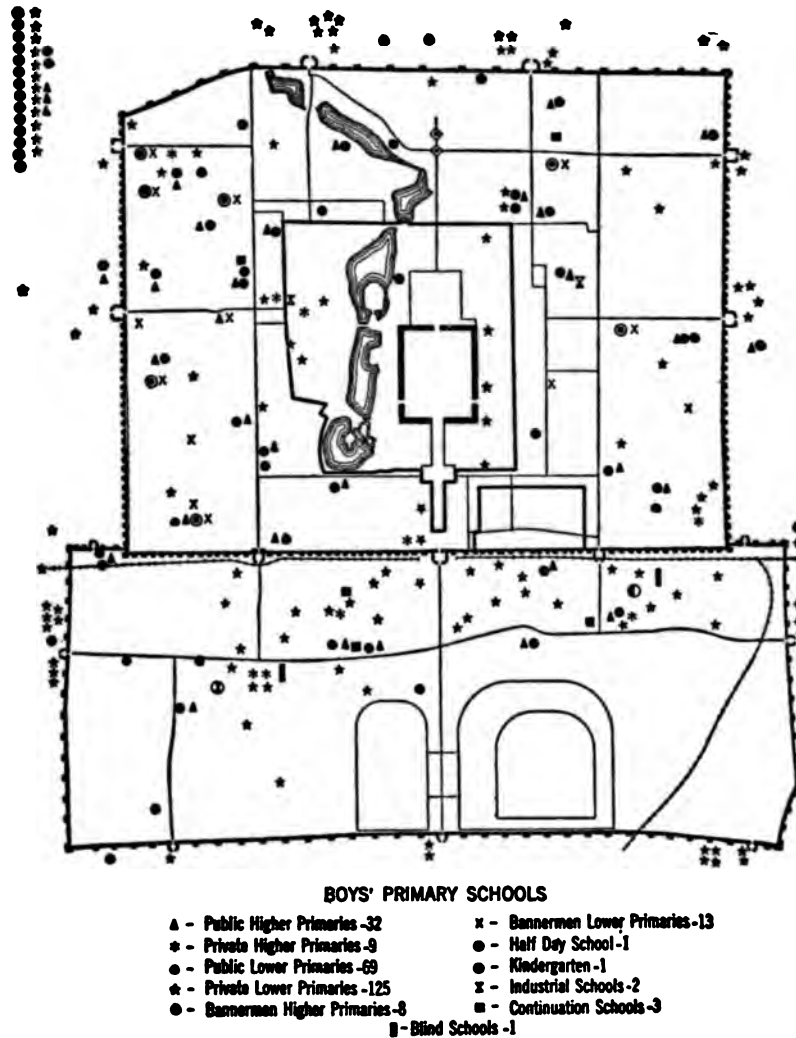 BOYS' PRIMARY SCHOOLS
▲ - Public Higher Primaries -32
* - Private Higher Primaries -9
● - Public Lower Primaries -69
★ - Private Lower Primaries -125
● - Bannermen Higher Primaries -8
x - Bannermen Lower Primaries -13
● - Half Day School -1
● - Kindergarten -1
- Industrial Schools -2
■ - Continuation Schools -3
▮ - Blind Schools -1